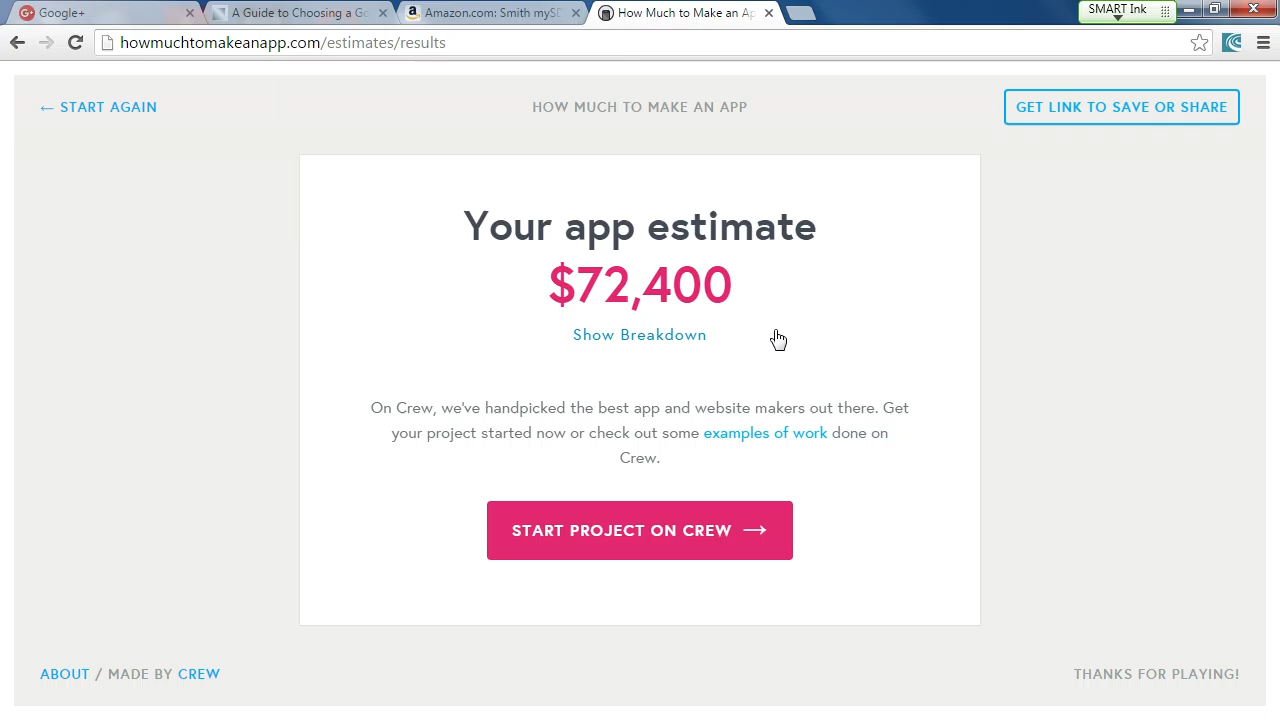 Google+
A Guide to Choosing a Go
Amazon.com: Smith mySD
How Much to Make an Ap
SMART Ink
howmuchtomakeanapp.com/estimates/results
← START AGAIN
HOW MUCH TO MAKE AN APP
GET LINK TO SAVE OR SHARE
Your app estimate
$72,400
Show Breakdown
On Crew, we've handpicked the best app and website makers out there. Get
your project started now or check out some examples of work done on
Crew.
START PROJECT ON CREW →
ABOUT / MADE BY CREW
THANKS FOR PLAYING!